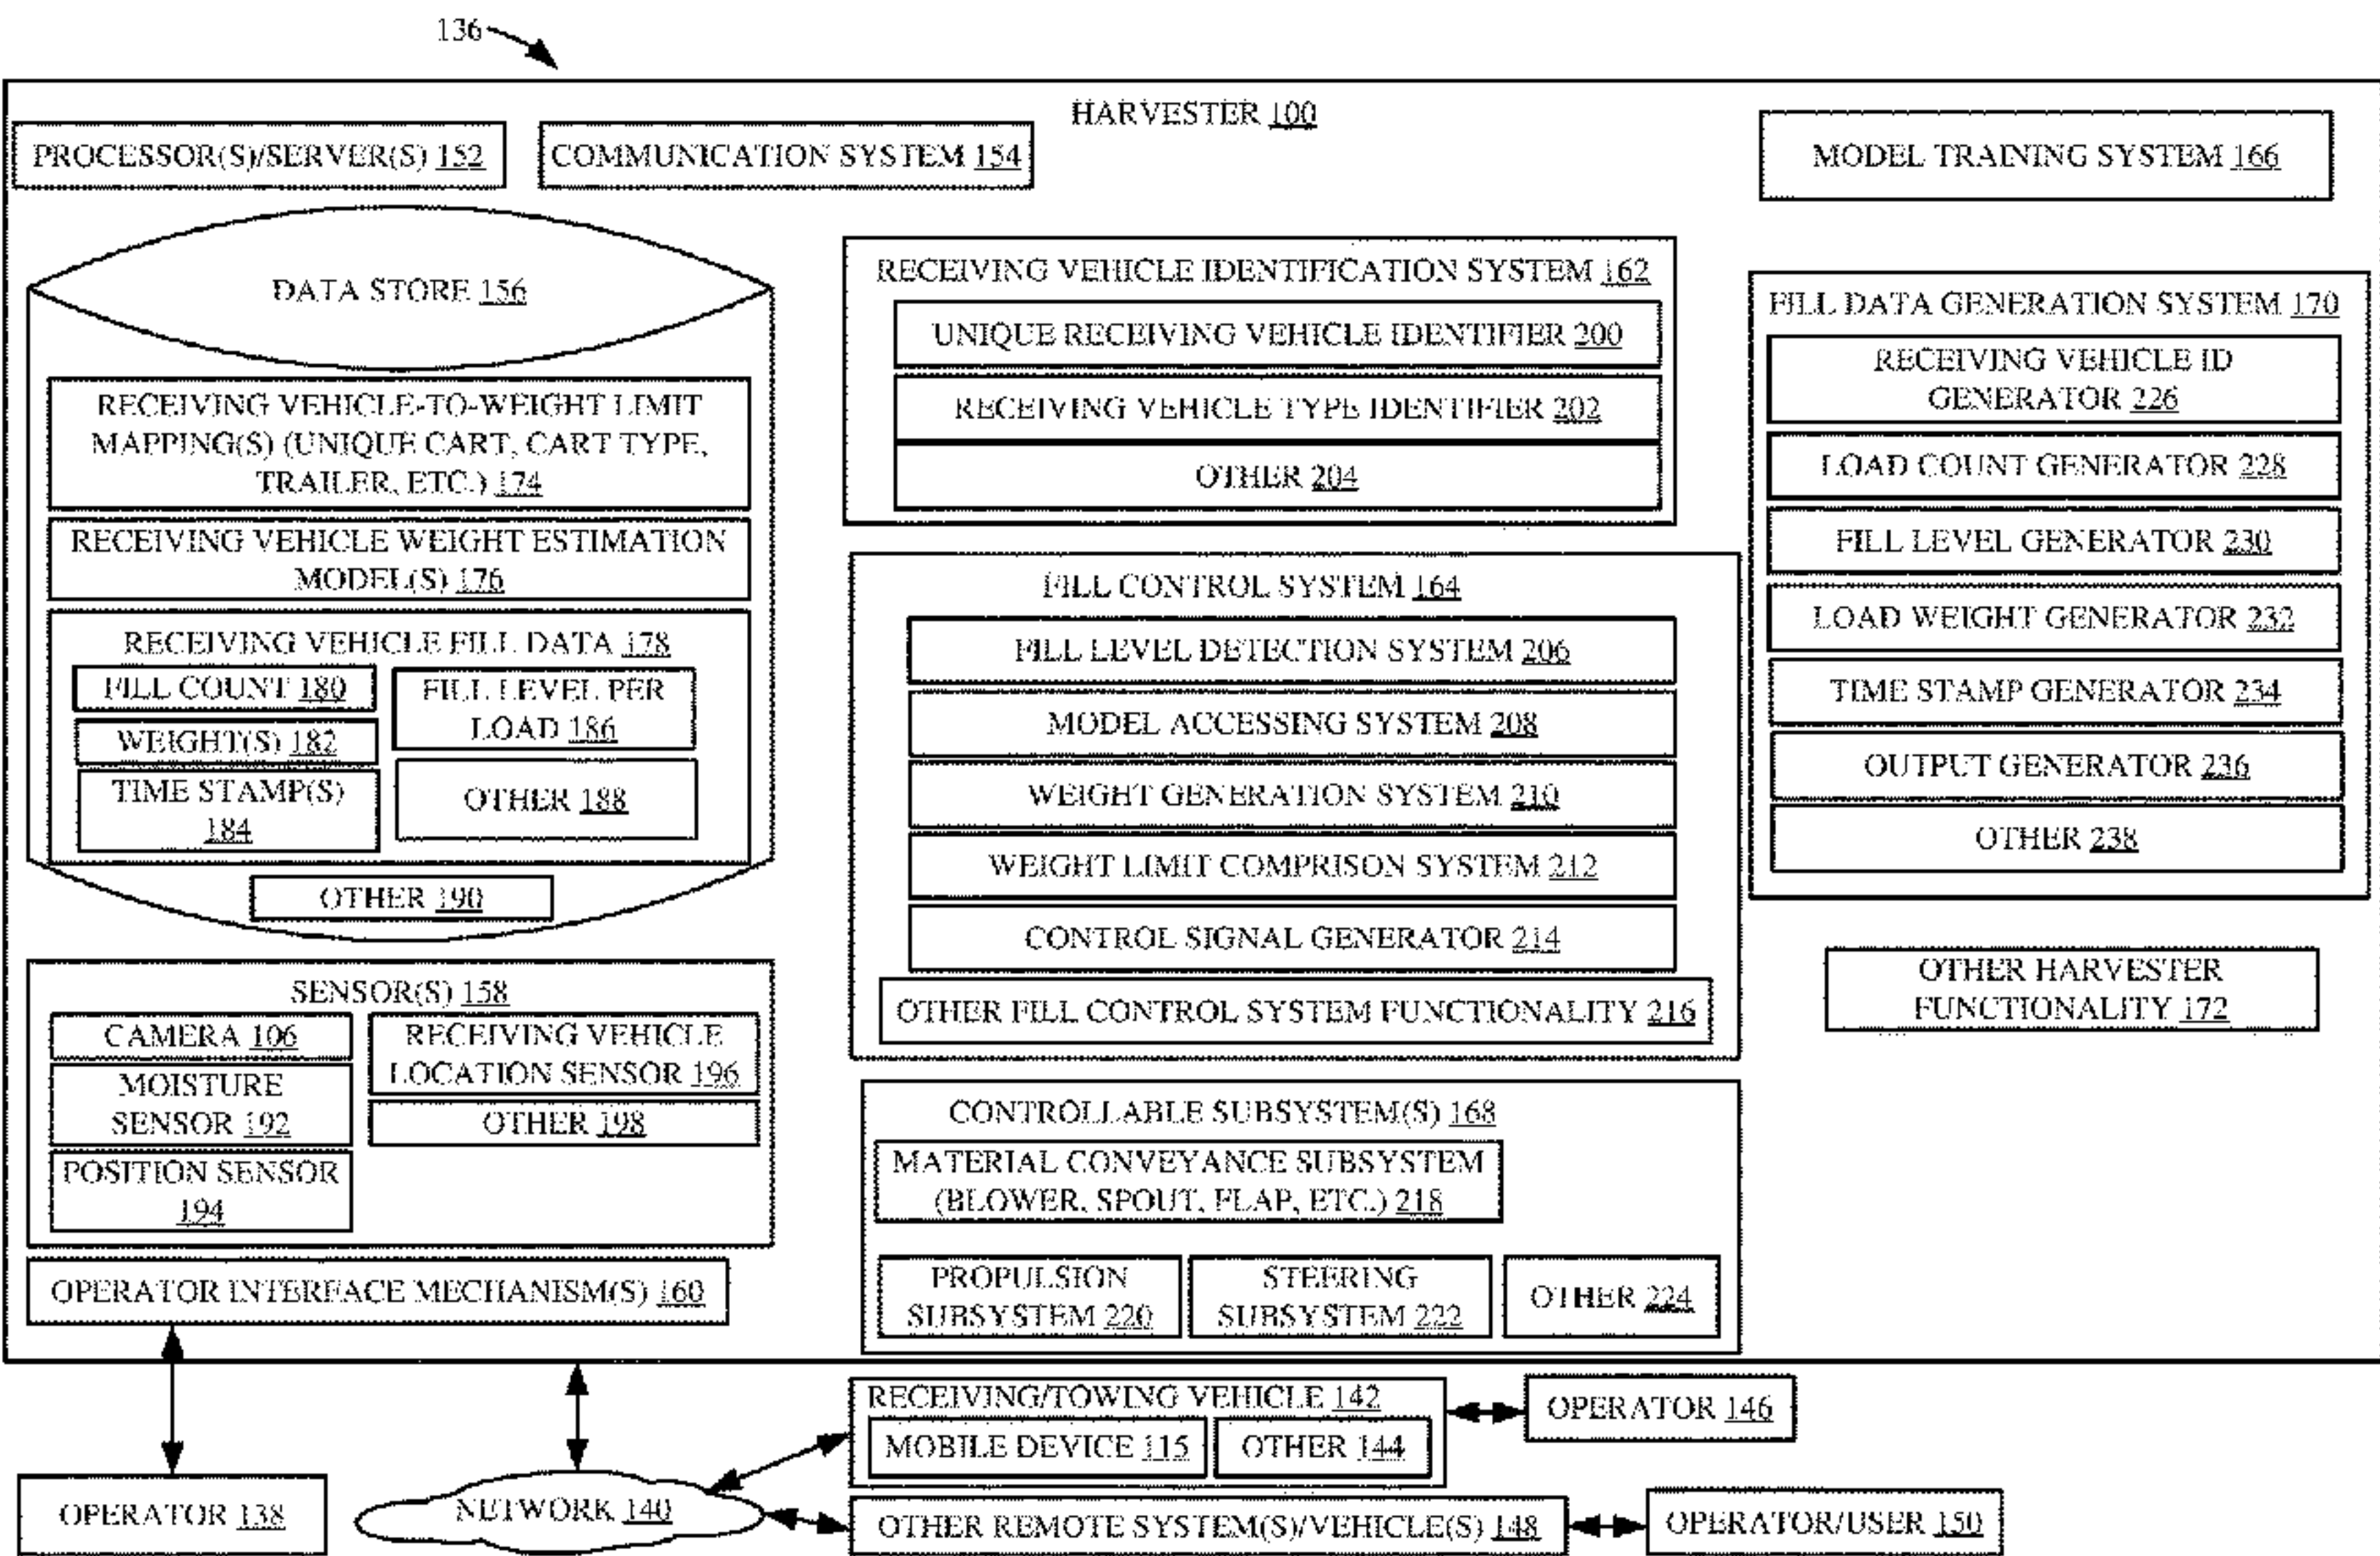 136
HARVESTER 100
PROCESSOR(S)/SERVER(S) 152
COMMUNICATION SYSTEM 154
MODEL TRAINING SYSTEM 166
DATA STORE 156
RECEIVING VEHICLE-TO-WEIGHT LIMIT
MAPPING(S) (UNIQUE CART, CART TYPE,
TRAILER, ETC.) 174
RECEIVING VEHICLE WEIGHT ESTIMATION
MODEL(S) 176
RECEIVING VEHICLE FILL DATA 178
FILL COUNT 180
WEIGHT(S) 182
TIME STAMP(S)
184
FILL LEVEL PER
LOAD 186
OTHER 188
OTHER 190
SENSOR(S) 158
CAMERA 106
MOISTURE
SENSOR 192
POSITION SENSOR
194
RECEIVING VEHICLE
LOCATION SENSOR 196
OTHER 198
OPERATOR INTERFACE MECHANISM(S) 160
RECEIVING VEHICLE IDENTIFICATION SYSTEM 162
UNIQUE RECEIVING VEHICLE IDENTIFIER 200
RECEIVING VEHICLE TYPE IDENTIFIER 202
OTHER 204
FILL CONTROL SYSTEM 164
FILL LEVEL DETECTION SYSTEM 206
MODEL ACCESSING SYSTEM 208
WEIGHT GENERATION SYSTEM 210
WEIGHT LIMIT COMPRISON SYSTEM 212
CONTROL SIGNAL GENERATOR 214
OTHER FILL CONTROL SYSTEM FUNCTIONALITY 216
CONTROLLABLE SUBSYSTEM(S) 168
MATERIAL CONVEYANCE SUBSYSTEM
(BLOWER, SPOUT, FLAP, ETC.) 218
PROPULSION
SUBSYSTEM 220
STEERING
SUBSYSTEM 222
OTHER 224
FILL DATA GENERATION SYSTEM 170
RECEIVING VEHICLE ID
GENERATOR 226
LOAD COUNT GENERATOR 228
FILL LEVEL GENERATOR 230
LOAD WEIGHT GENERATOR 232
TIME STAMP GENERATOR 234
OUTPUT GENERATOR 236
OTHER 238
OTHER HARVESTER
FUNCTIONALITY 172
OPERATOR 138
NETWORK 140
RECEIVING/TOWING VEHICLE 142
MOBILE DEVICE 115
OTHER 144
OPERATOR 146
OTHER REMOTE SYSTEM(S)/VEHICLE(S) 148
OPERATOR/USER 150